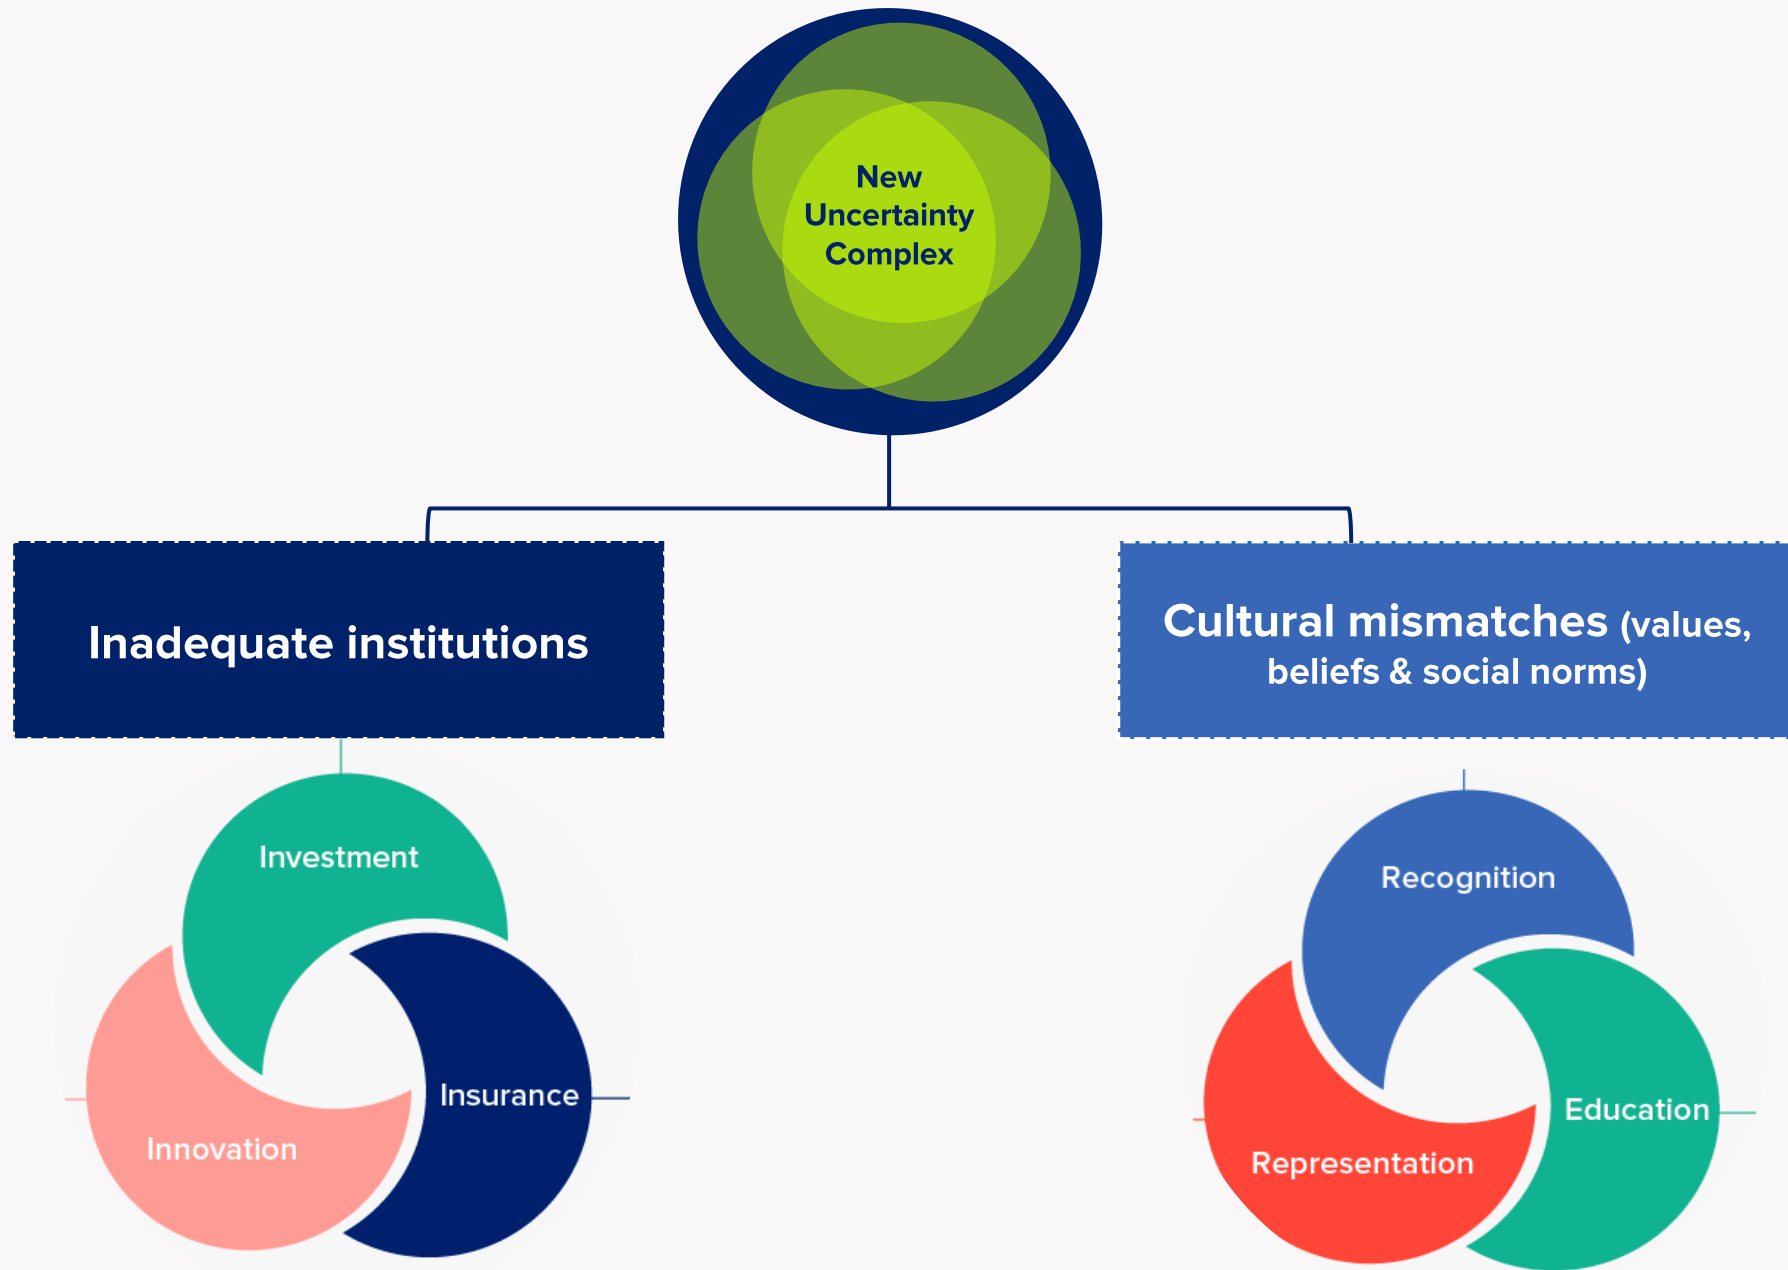 New
Uncertainty
Complex
Inadequate institutions
Cultural mismatches (values,
beliefs & social norms)
Investment
Insurance
Innovation
Recognition
Education
Representation